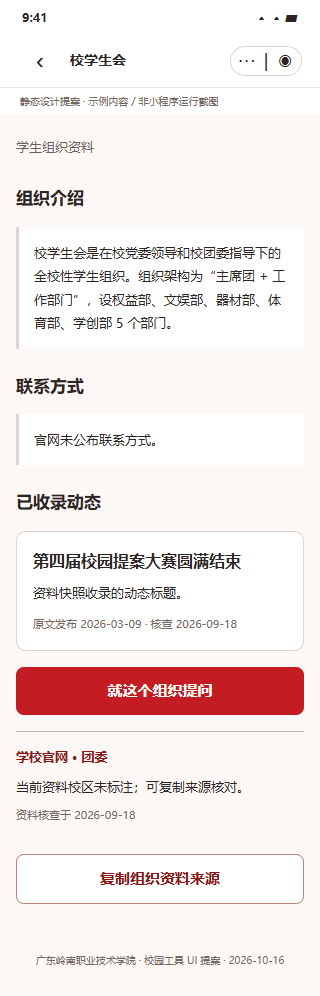 9:41
校学生会
静态设计提案 · 示例内容 / 非小程序运行截图
学生组织资料
组织介绍
校学生会是在校党委领导和校团委指导下的
全校性学生组织。组织架构为“主席团 + 工
作部门”，设权益部、文娱部、器材部、体
育部、学创部 5 个部门。
联系方式
官网未公布联系方式。
已收录动态
第四届校园提案大赛圆满结束
资料快照收录的动态标题。
原文发布 2026-03-09 · 核查 2026-09-18
就这个组织提问
学校官网 • 团委
当前资料校区未标注；可复制来源核对。
资料核查于 2026-09-18
复制组织资料来源
广东岭南职业技术学院 · 校园工具 UI 提案 · 2026-10-16